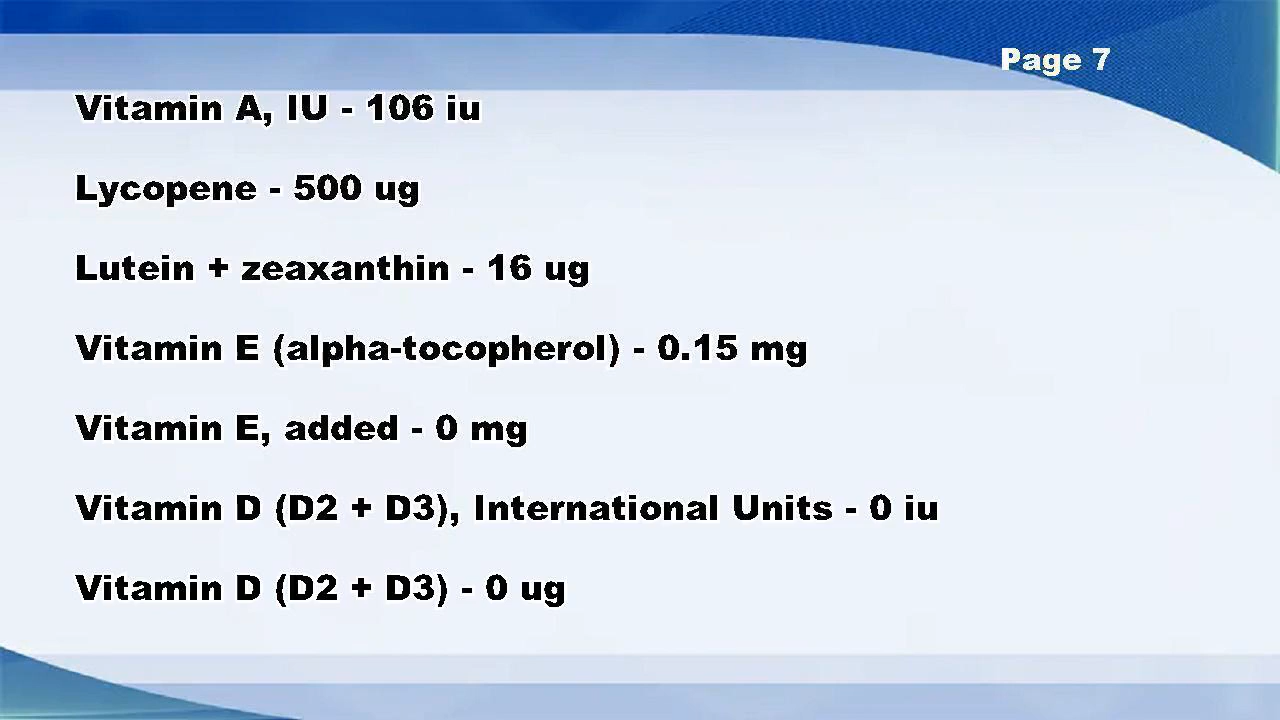 Page 7
Vitamin A, IU - 106 iu
Lycopene - 500 ug
Lutein + zeaxanthin - 16 ug
Vitamin E (alpha-tocopherol) - 0.15 mg
Vitamin E, added - 0 mg
Vitamin D (D2 + D3), International Units - 0 iu
Vitamin D (D2 + D3) - 0 ug